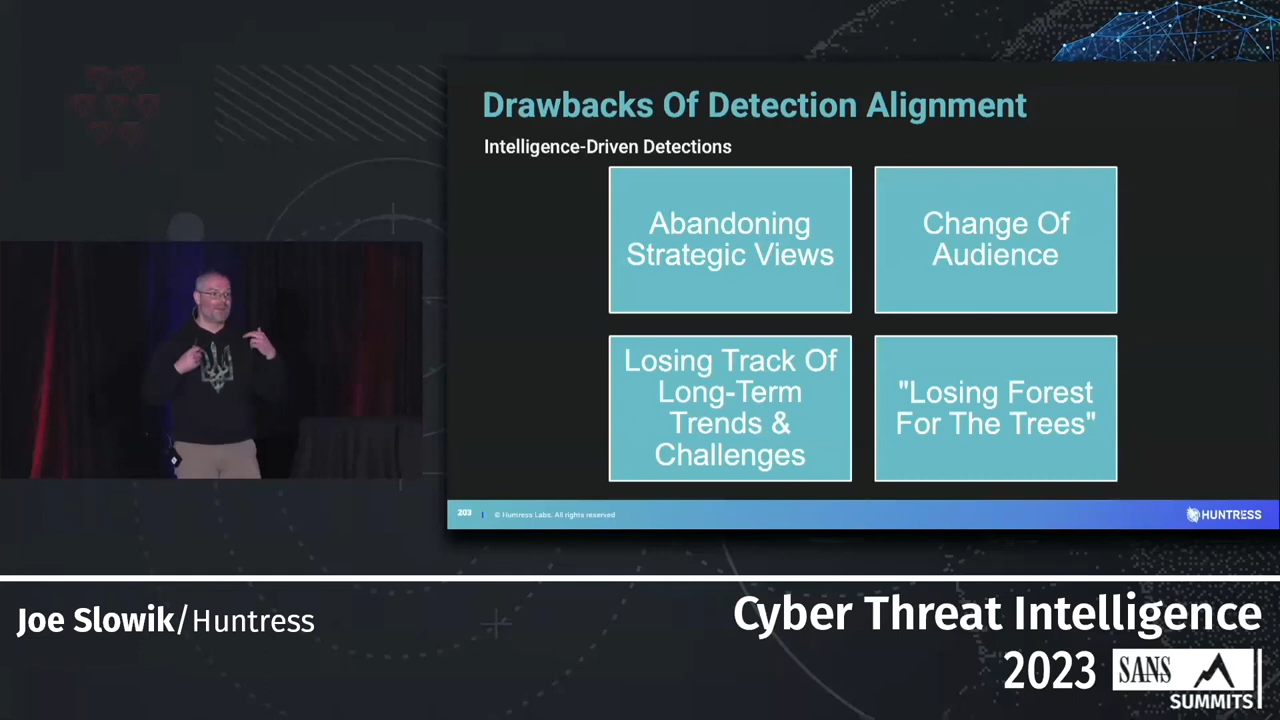 Drawbacks Of Detection Alignment
Intelligence-Driven Detections
Abandoning
Strategic Views
Change Of
Audience
Losing Track Of
Long-Term
Trends &
Challenges
"Losing Forest
For The Trees"
203 | © Huntress Labs. All rights reserved
HUNTRESS
Joe Slowik/Huntress
Cyber Threat Intelligence
2023
SANS
SUMMITS